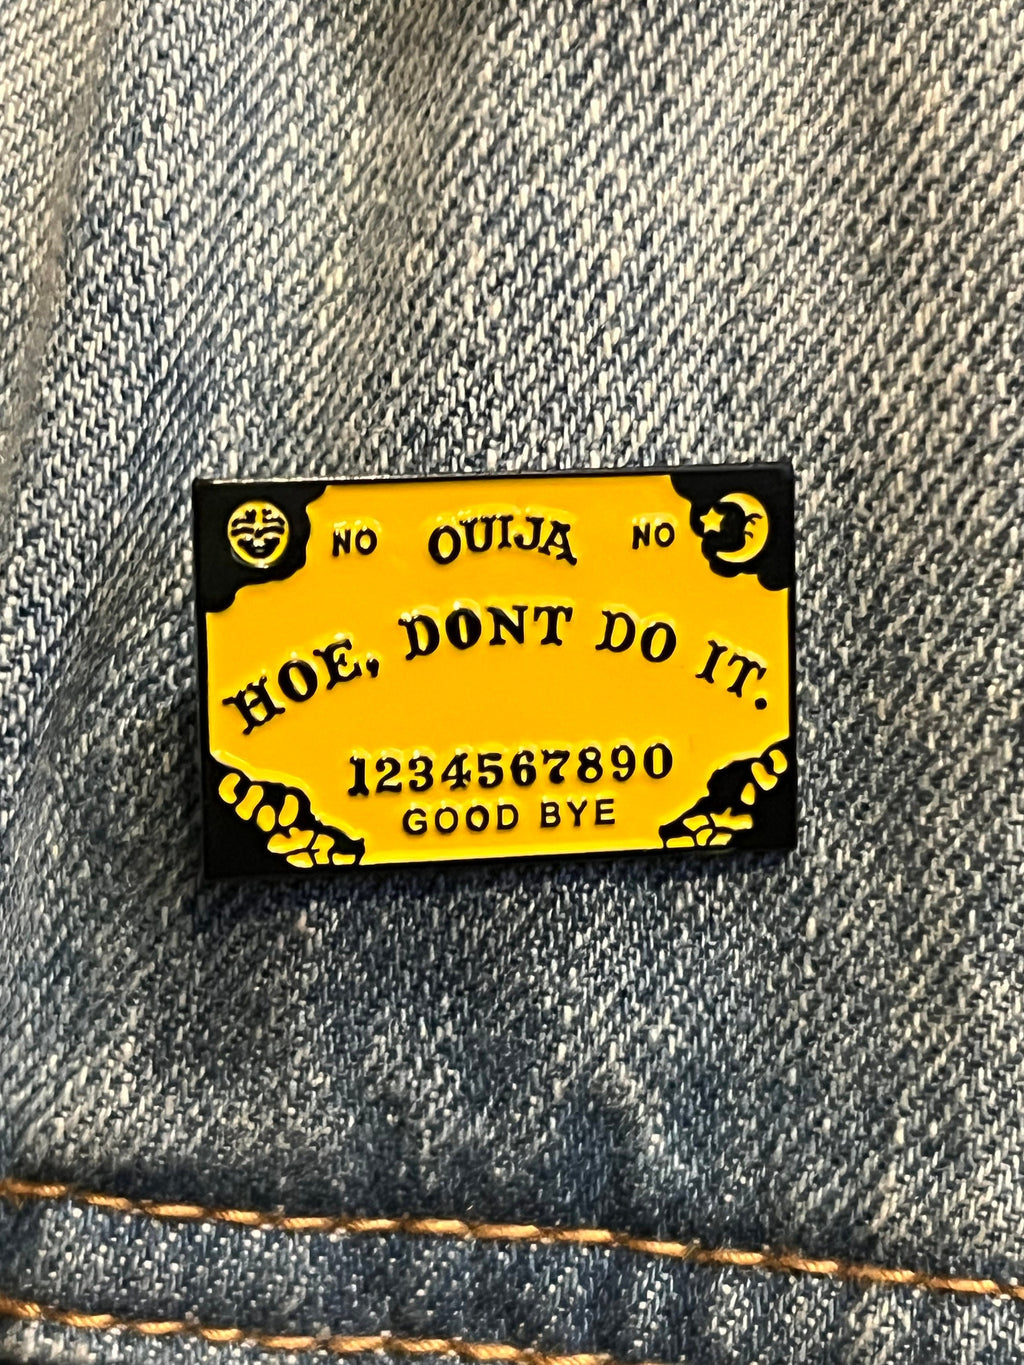 NO OUIJA NO
HOE, DONT DO IT.
1234567890
GOOD BYE